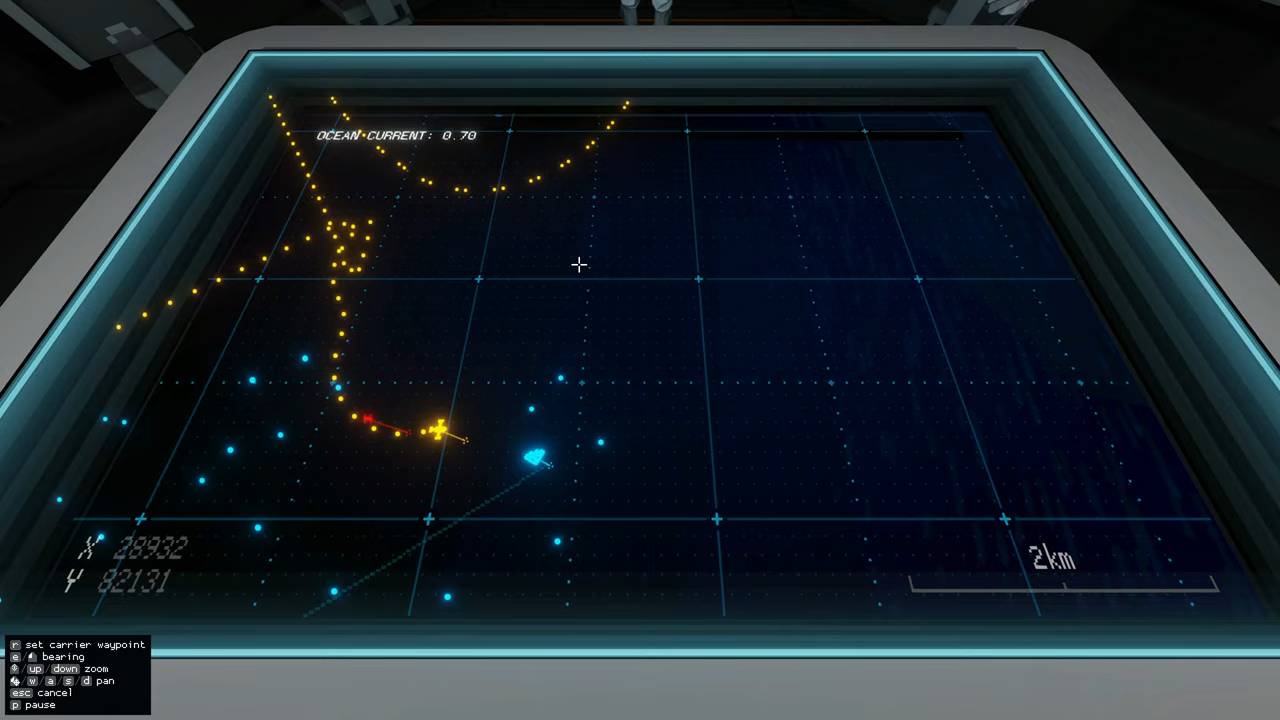 OCEAN CURRENT: 0.70
X 28932
Y 82131
2km
r set carrier waypoint
e / bearing
/ up / down zoom
/ w / a / s / d pan
esc cancel
p pause